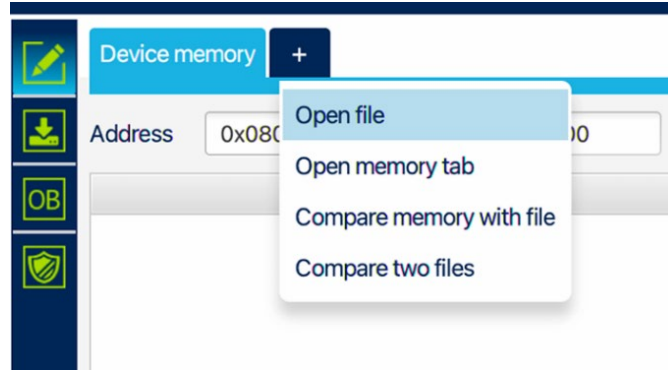 Device memory +
Address 0x080
00
OB
Open file
Open memory tab
Compare memory with file
Compare two files